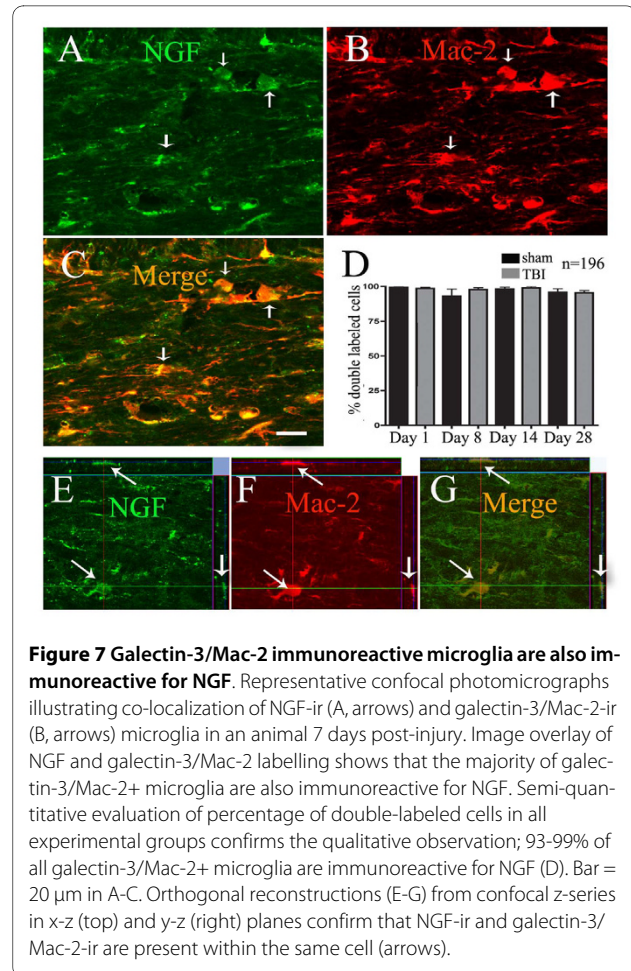 A NGF
B Mac-2
C Merge
D
sham
TBI
n=196
% double labeled cells
100
75
50
25
0
Day 1 Day 8 Day 14 Day 28
E NGF
F Mac-2
G Merge
Figure 7 Galectin-3/Mac-2 immunoreactive microglia are also im-
munoreactive for NGF. Representative confocal photomicrographs
illustrating co-localization of NGF-ir (A, arrows) and galectin-3/Mac-2-ir
(B, arrows) microglia in an animal 7 days post-injury. Image overlay of
NGF and galectin-3/Mac-2 labelling shows that the majority of galec-
tin-3/Mac-2+ microglia are also immunoreactive for NGF. Semi-quan-
titative evaluation of percentage of double-labeled cells in all
experimental groups confirms the qualitative observation; 93-99% of
all galectin-3/Mac-2+ microglia are immunoreactive for NGF (D). Bar =
20 μm in A-C. Orthogonal reconstructions (E-G) from confocal z-series
in x-z (top) and y-z (right) planes confirm that NGF-ir and galectin-3/
Mac-2-ir are present within the same cell (arrows).